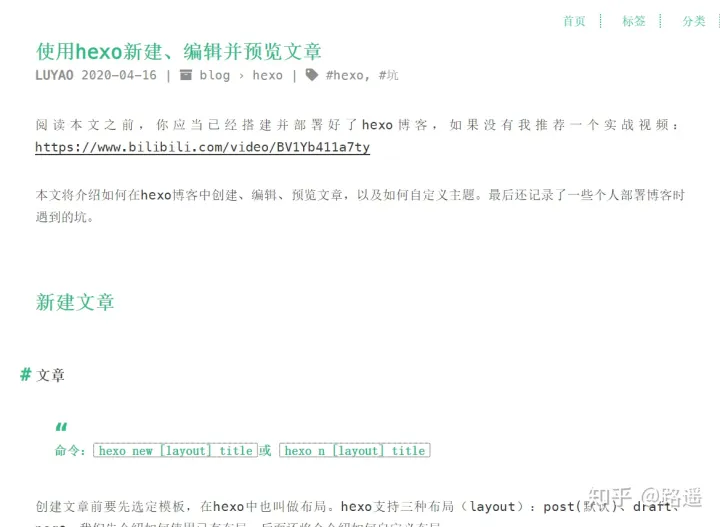 首页 标签 分类
使用hexo新建、编辑并预览文章
LUYAO 2020-04-16 | blog › hexo | #hexo, #坑
阅读本文之前，你应当已经搭建并部署好了hexo博客，如果没有我推荐一个实战视频：
https://www.bilibili.com/video/BV1Yb411a7ty
本文将介绍如何在hexo博客中创建、编辑、预览文章，以及如何自定义主题。最后还记录了一些个人部署博客时
遇到的坑。
新建文章
# 文章
“
命令：hexo new [layout] title或 hexo n [layout] title
创建文章前要先选定模板，在hexo中也叫做布局。hexo支持三种布局（layout）：post(默认)、draft、
知乎 @路遥